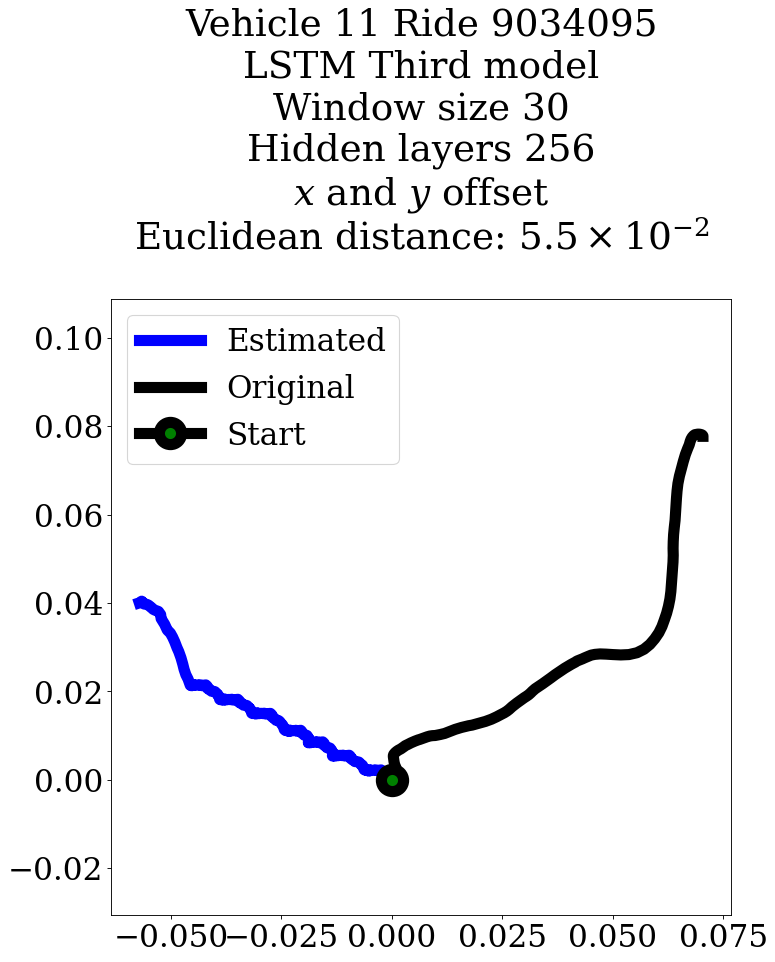 Vehicle 11 Ride 9034095
LSTM Third model
Window size 30
Hidden layers 256
x and y offset
Euclidean distance: 5.5 × 10⁻²
Estimated
Original
Start
0.10
0.08
0.06
0.04
0.02
0.00
−0.02
−0.050 −0.025 0.000 0.025 0.050 0.075